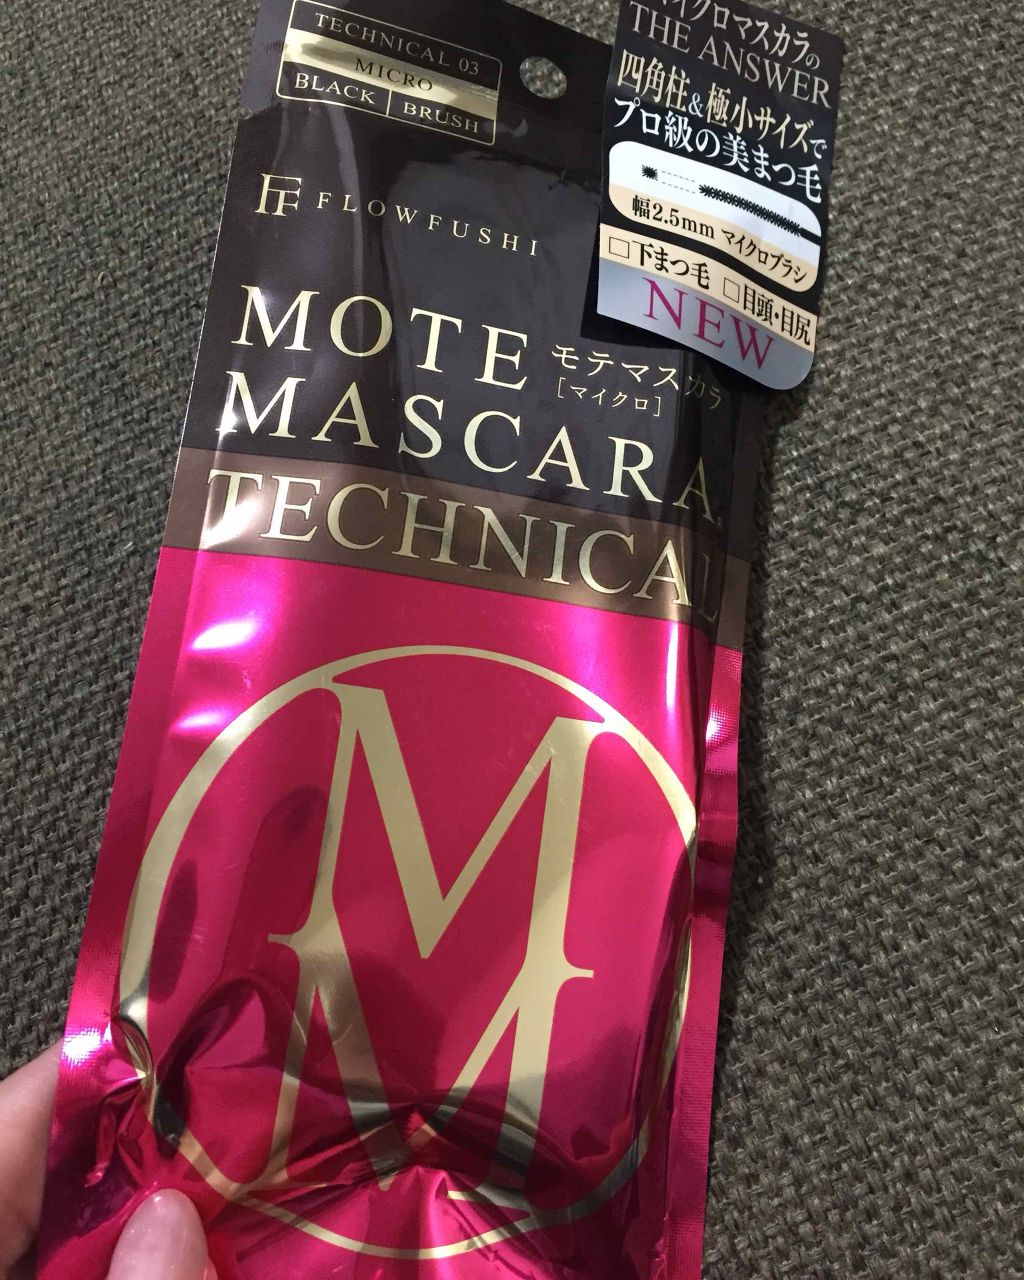 TECHNICAL 03
MICRO
BLACK BRUSH
FLOWFUSHI
MOTE
モテマスカラ
[マイクロ]
MASCARA.
TECHNICAL
マイクロマスカラの
THE ANSWER
四角柱&極小サイズで
プロ級の美まつ毛
幅2.5mm マイクロブラシ
□下まつ毛 □目頭・目尻
NEW